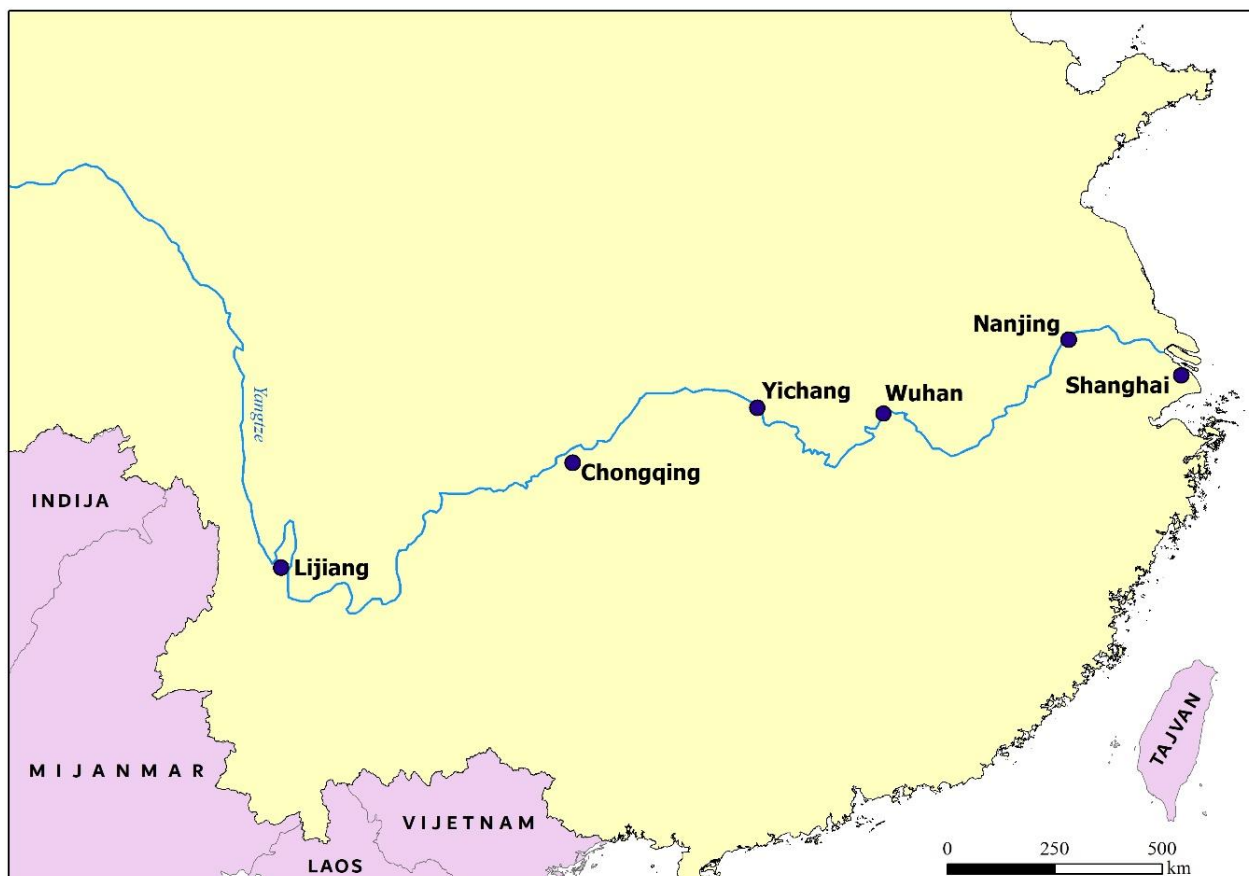 Nanjing
Shanghai
Yichang
Wuhan
Yangtze
Chongqing
INDIJA
Lijiang
TAJVAN
MIJANMAR
VIJETNAM
LAOS
0 250 500
km